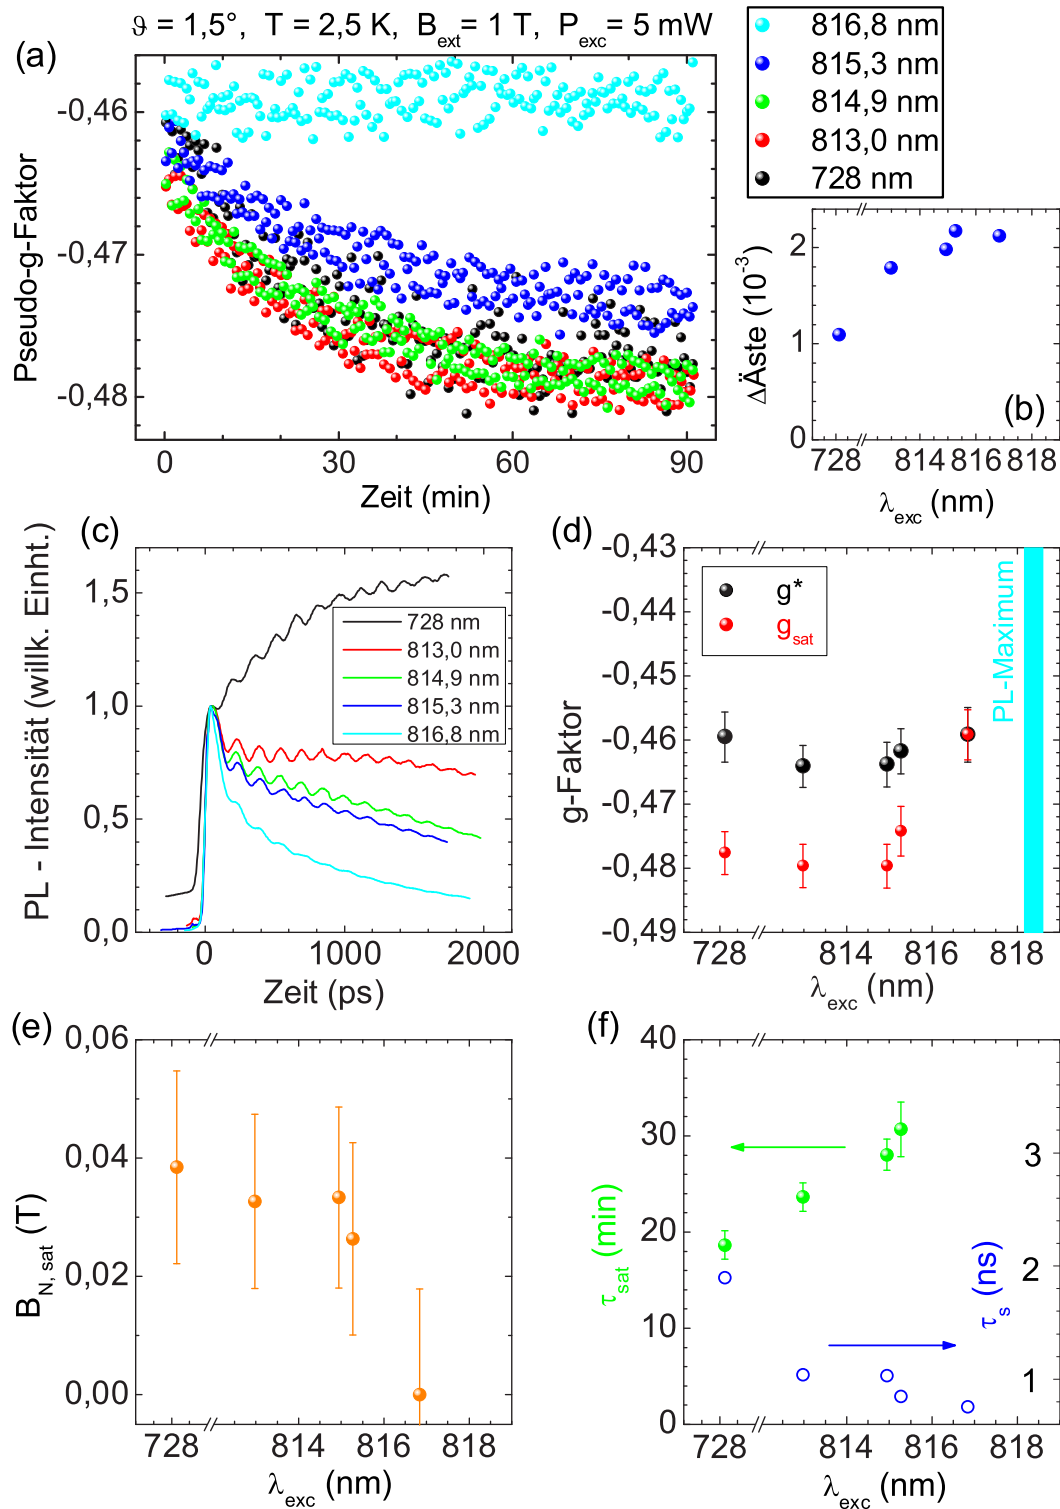 ϑ = 1,5°, T = 2,5 K, B_ext = 1 T, P_exc = 5 mW
(a)
-0,46
-0,47
-0,48
Pseudo-g-Faktor
0 30 60 90
Zeit (min)
816,8 nm
815,3 nm
814,9 nm
813,0 nm
728 nm
2
1
0
ΔÄste (10⁻³)
(b)
728 814 816 818
λ_exc (nm)
(c)
1,5
1,0
0,5
0,0
PL - Intensität (willk. Einht.)
728 nm
813,0 nm
814,9 nm
815,3 nm
816,8 nm
0 1000 2000
Zeit (ps)
(d)
-0,43
-0,44
-0,45
-0,46
-0,47
-0,48
-0,49
g-Faktor
g*
g_sat
PL-Maximum
728 814 816 818
λ_exc (nm)
(e)
0,06
0,04
0,02
0,00
B_N, sat (T)
728 814 816 818
λ_exc (nm)
(f)
40
30
20
10
0
τ_sat (min)
3
2
1
τ_s (ns)
728 814 816 818
λ_exc (nm)